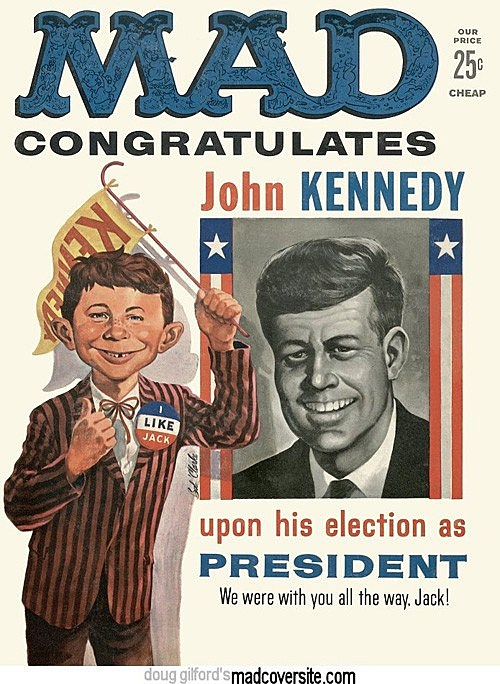 MAD
OUR
PRICE
25¢
CHEAP
CONGRATULATES
John KENNEDY
I
LIKE
JACK
upon his election as
PRESIDENT
We were with you all the way, Jack!
doug gilford's madcoversite.com